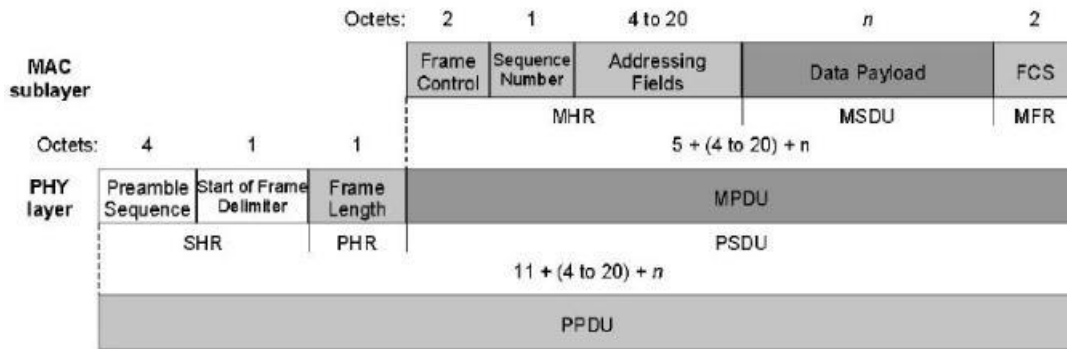 Octets: 2 1 4 to 20 n 2
MAC sublayer
Frame Control
Sequence Number
Addressing Fields
Data Payload
FCS
MHR MSDU MFR
Octets: 4 1 1 5 + (4 to 20) + n
PHY layer
Preamble Sequence
Start of Frame Delimiter
Frame Length
MPDU
SHR PHR PSDU
11 + (4 to 20) + n
PPDU